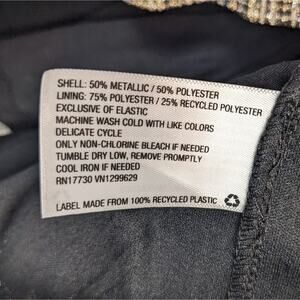 SHELL: 50% METALLIC / 50% POLYESTER
LINING: 75% POLYESTER / 25% RECYCLED POLYESTER
EXCLUSIVE OF ELASTIC
MACHINE WASH COLD WITH LIKE COLORS
DELICATE CYCLE
ONLY NON-CHLORINE BLEACH IF NEEDED
TUMBLE DRY LOW, REMOVE PROMPTLY
COOL IRON IF NEEDED
RN17730 VN1299629
LABEL MADE FROM 100% RECYCLED PLASTIC